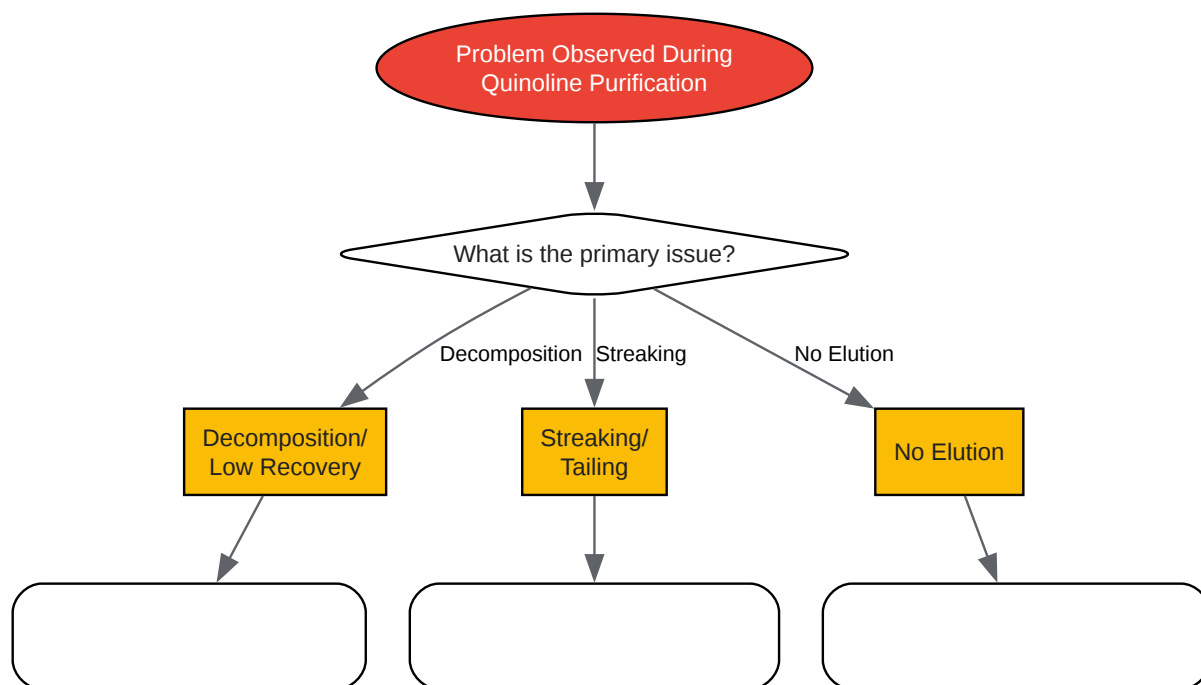 Problem Observed During
Quinoline Purification
What is the primary issue?
Decomposition
Streaking
No Elution
Decomposition/
Low Recovery
Streaking/
Tailing
No Elution